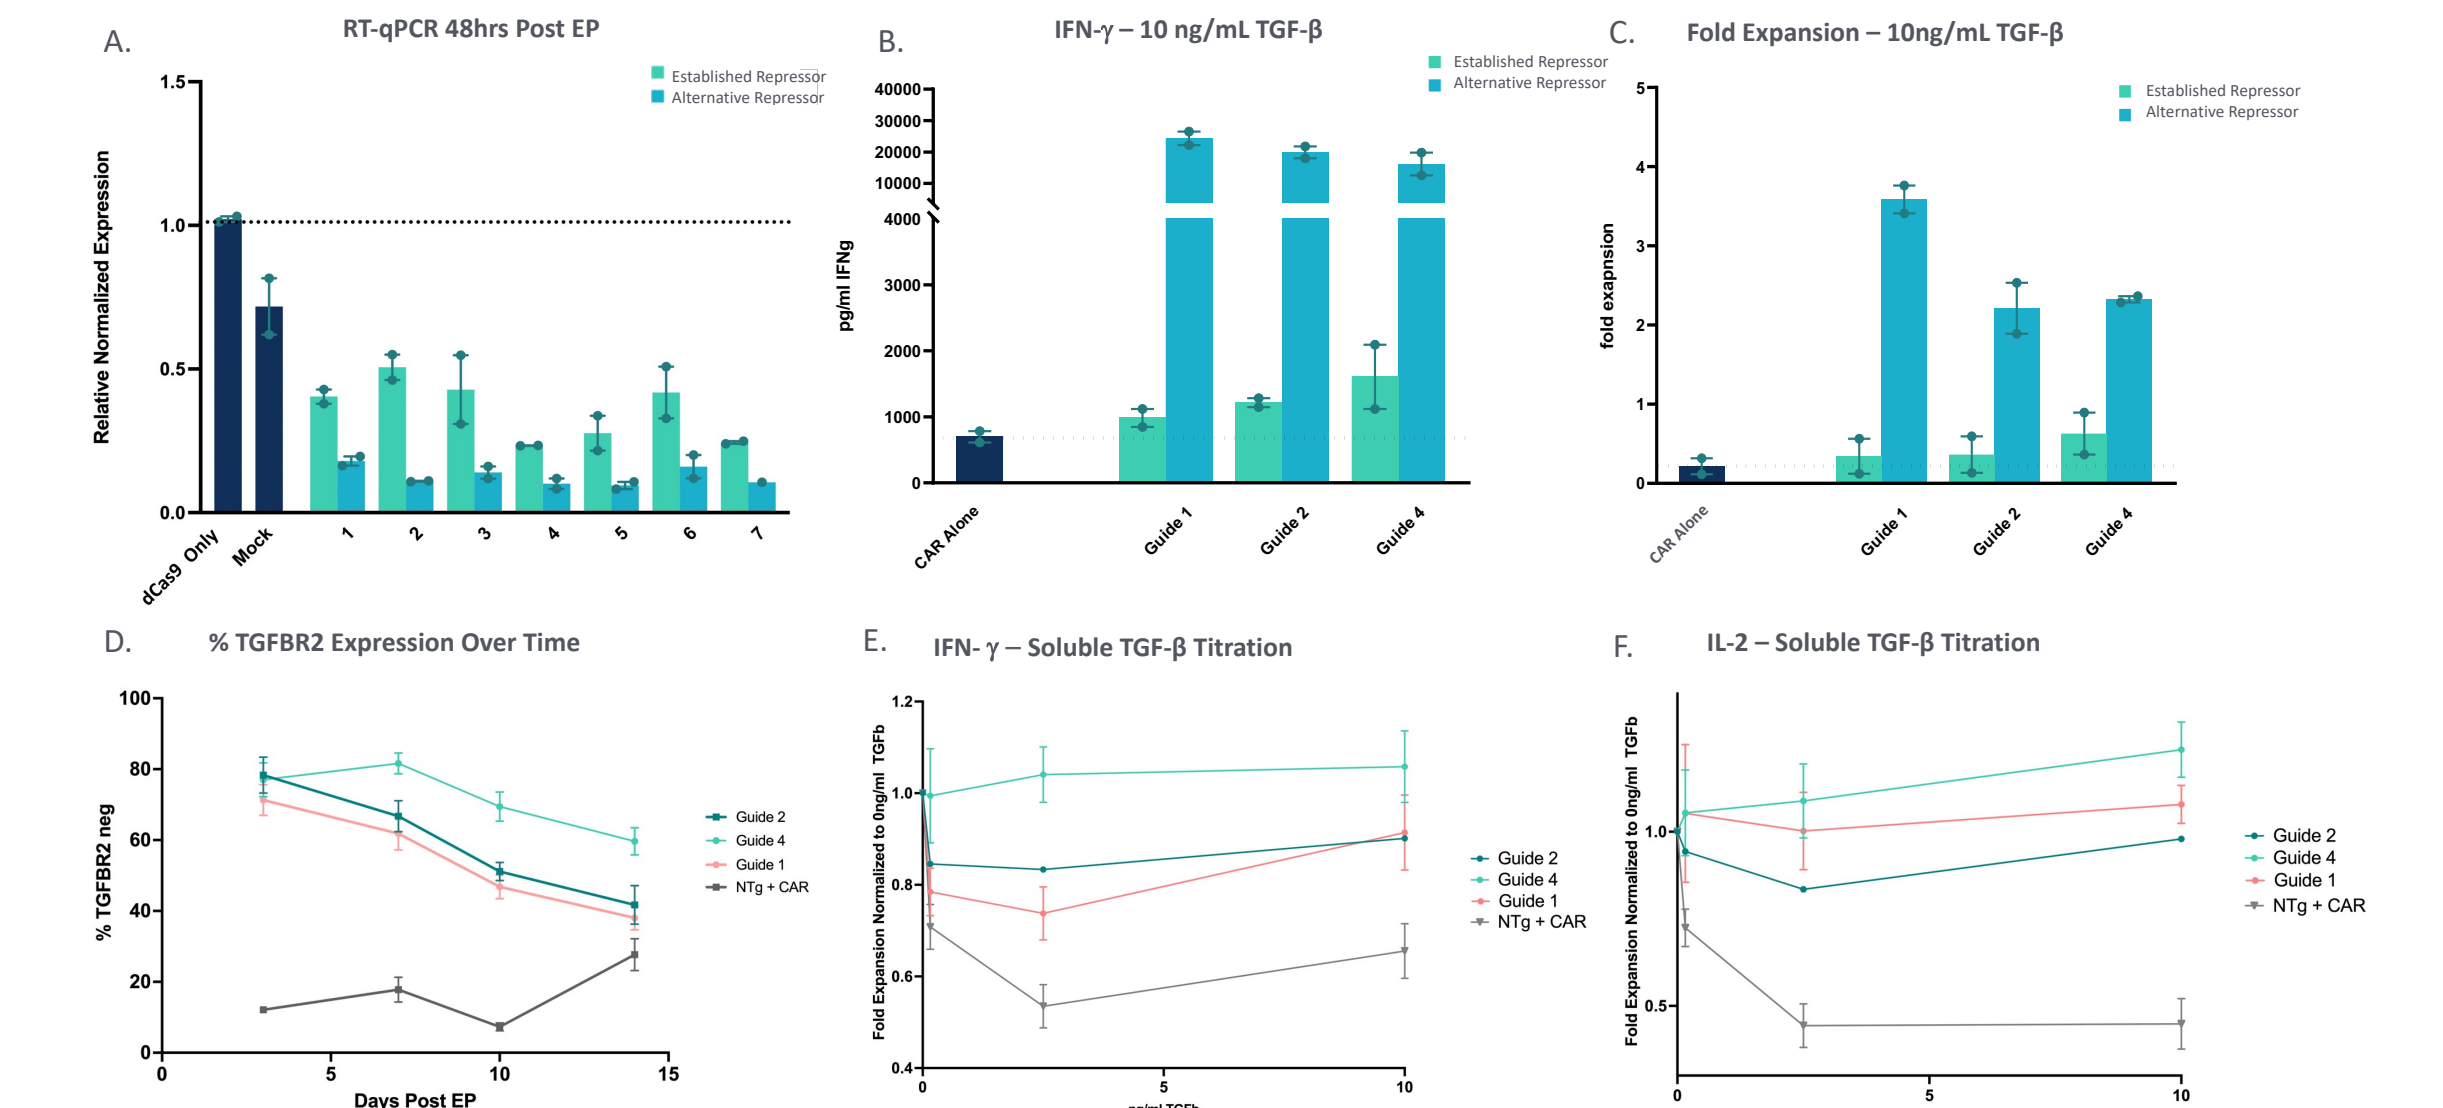 A.
RT-qPCR 48hrs Post EP
Established Repressor
Alternative Repressor
Relative Normalized Expression
1.5
1.0
0.5
0.0
dCas9 Only
Mock
1
2
3
4
5
6
7
B.
IFN-γ – 10 ng/mL TGF-β
Established Repressor
Alternative Repressor
pg/ml IFNg
40000
30000
20000
10000
4000
3000
2000
1000
0
CAR Alone
Guide 1
Guide 2
Guide 4
C.
Fold Expansion – 10ng/mL TGF-β
Established Repressor
Alternative Repressor
fold exapnsion
5
4
3
2
1
0
CAR Alone
Guide 1
Guide 2
Guide 4
D.
% TGFBR2 Expression Over Time
% TGFBR2 neg
100
80
60
40
20
0
0
5
10
15
Days Post EP
Guide 2
Guide 4
Guide 1
NTg + CAR
E.
IFN- γ – Soluble TGF-β Titration
Fold Expansion Normalized to 0ng/ml TGFb
1.2
1.0
0.8
0.6
0.4
0
5
10
Guide 2
Guide 4
Guide 1
NTg + CAR
F.
IL-2 – Soluble TGF-β Titration
Fold Expansion Normalized to 0ng/ml TGFb
1.0
0.5
0
5
10
Guide 2
Guide 4
Guide 1
NTg + CAR